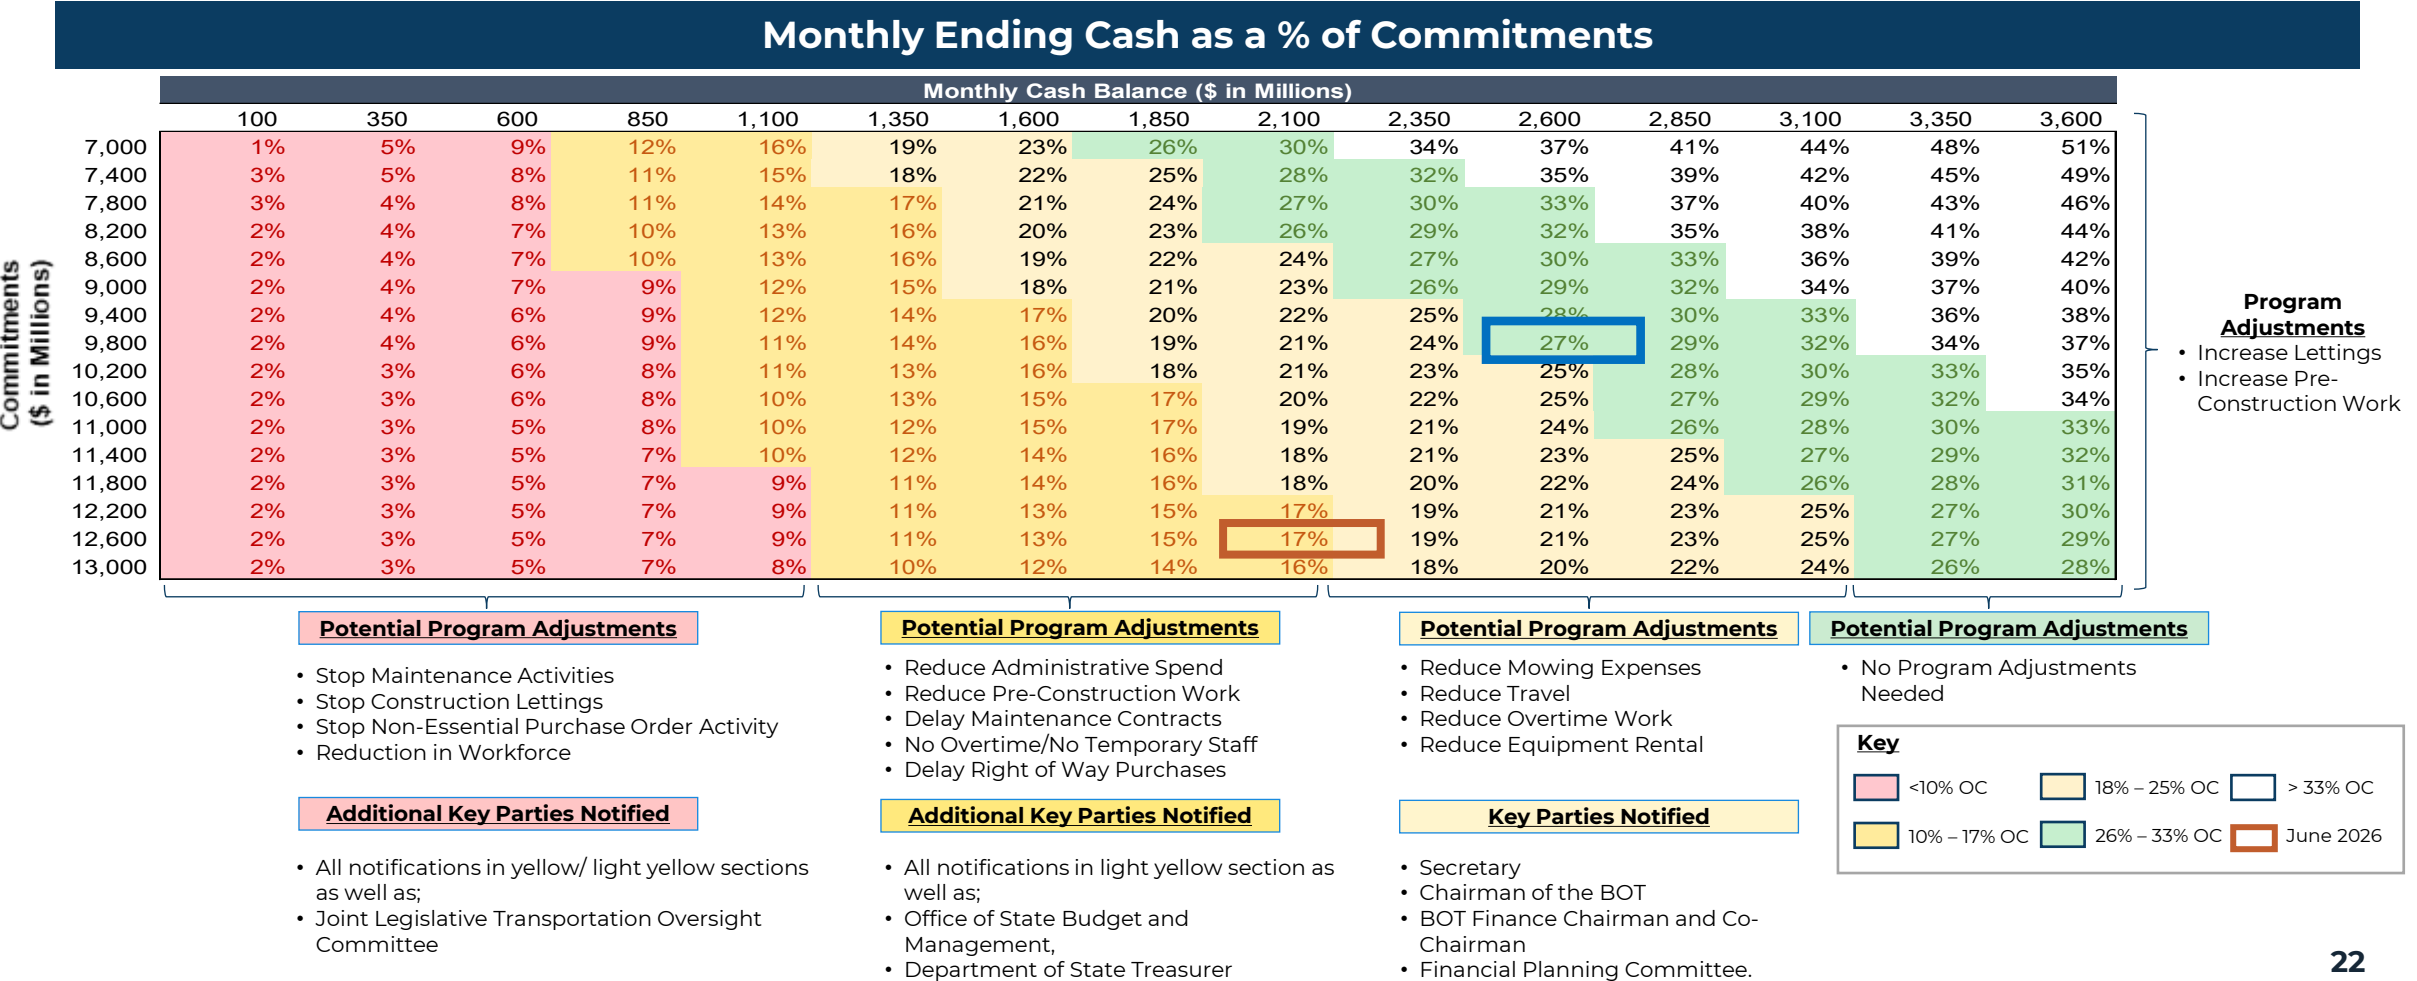 Monthly Ending Cash as a % of Commitments
Monthly Cash Balance ($ in Millions)
100 350 600 850 1,100 1,350 1,600 1,850 2,100 2,350 2,600 2,850 3,100 3,350 3,600
Commitments
($ in Millions)
7,000 1% 5% 9% 12% 16% 19% 23% 26% 30% 34% 37% 41% 44% 48% 51%
7,400 3% 5% 8% 11% 15% 18% 22% 25% 28% 32% 35% 39% 42% 45% 49%
7,800 3% 4% 8% 11% 14% 17% 21% 24% 27% 30% 33% 37% 40% 43% 46%
8,200 2% 4% 7% 10% 13% 16% 20% 23% 26% 29% 32% 35% 38% 41% 44%
8,600 2% 4% 7% 10% 13% 16% 19% 22% 24% 27% 30% 33% 36% 39% 42%
9,000 2% 4% 7% 9% 12% 15% 18% 21% 23% 26% 29% 32% 34% 37% 40%
9,400 2% 4% 6% 9% 12% 14% 17% 20% 22% 25% 28% 30% 33% 36% 38%
9,800 2% 4% 6% 9% 11% 14% 16% 19% 21% 24% 27% 29% 32% 34% 37%
10,200 2% 3% 6% 8% 11% 13% 16% 18% 21% 23% 25% 28% 30% 33% 35%
10,600 2% 3% 6% 8% 10% 13% 15% 17% 20% 22% 25% 27% 29% 32% 34%
11,000 2% 3% 5% 8% 10% 12% 15% 17% 19% 21% 24% 26% 28% 30% 33%
11,400 2% 3% 5% 7% 10% 12% 14% 16% 18% 21% 23% 25% 27% 29% 32%
11,800 2% 3% 5% 7% 9% 11% 14% 16% 18% 20% 22% 24% 26% 28% 31%
12,200 2% 3% 5% 7% 9% 11% 13% 15% 17% 19% 21% 23% 25% 27% 30%
12,600 2% 3% 5% 7% 9% 11% 13% 15% 17% 19% 21% 23% 25% 27% 29%
13,000 2% 3% 5% 7% 8% 10% 12% 14% 16% 18% 20% 22% 24% 26% 28%
Program
Adjustments
• Increase Lettings
• Increase Pre-
Construction Work
Potential Program Adjustments
• Stop Maintenance Activities
• Stop Construction Lettings
• Stop Non-Essential Purchase Order Activity
• Reduction in Workforce
Additional Key Parties Notified
• All notifications in yellow/ light yellow sections
as well as;
• Joint Legislative Transportation Oversight
Committee
Potential Program Adjustments
• Reduce Administrative Spend
• Reduce Pre-Construction Work
• Delay Maintenance Contracts
• No Overtime/No Temporary Staff
• Delay Right of Way Purchases
Additional Key Parties Notified
• All notifications in light yellow section as
well as;
• Office of State Budget and
Management,
• Department of State Treasurer
Potential Program Adjustments
• Reduce Mowing Expenses
• Reduce Travel
• Reduce Overtime Work
• Reduce Equipment Rental
Key Parties Notified
• Secretary
• Chairman of the BOT
• BOT Finance Chairman and Co-
Chairman
• Financial Planning Committee.
Potential Program Adjustments
• No Program Adjustments
Needed
Key
<10% OC 18% – 25% OC > 33% OC
10% – 17% OC 26% – 33% OC June 2026
22